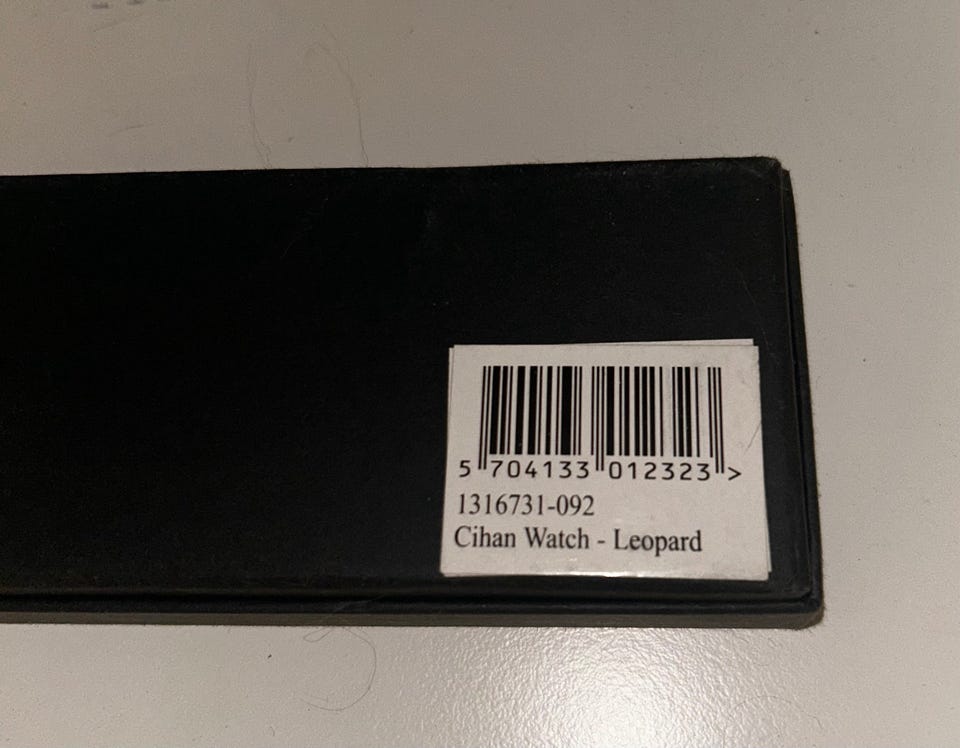 5 704133 012323 >
1316731-092
Cihan Watch - Leopard